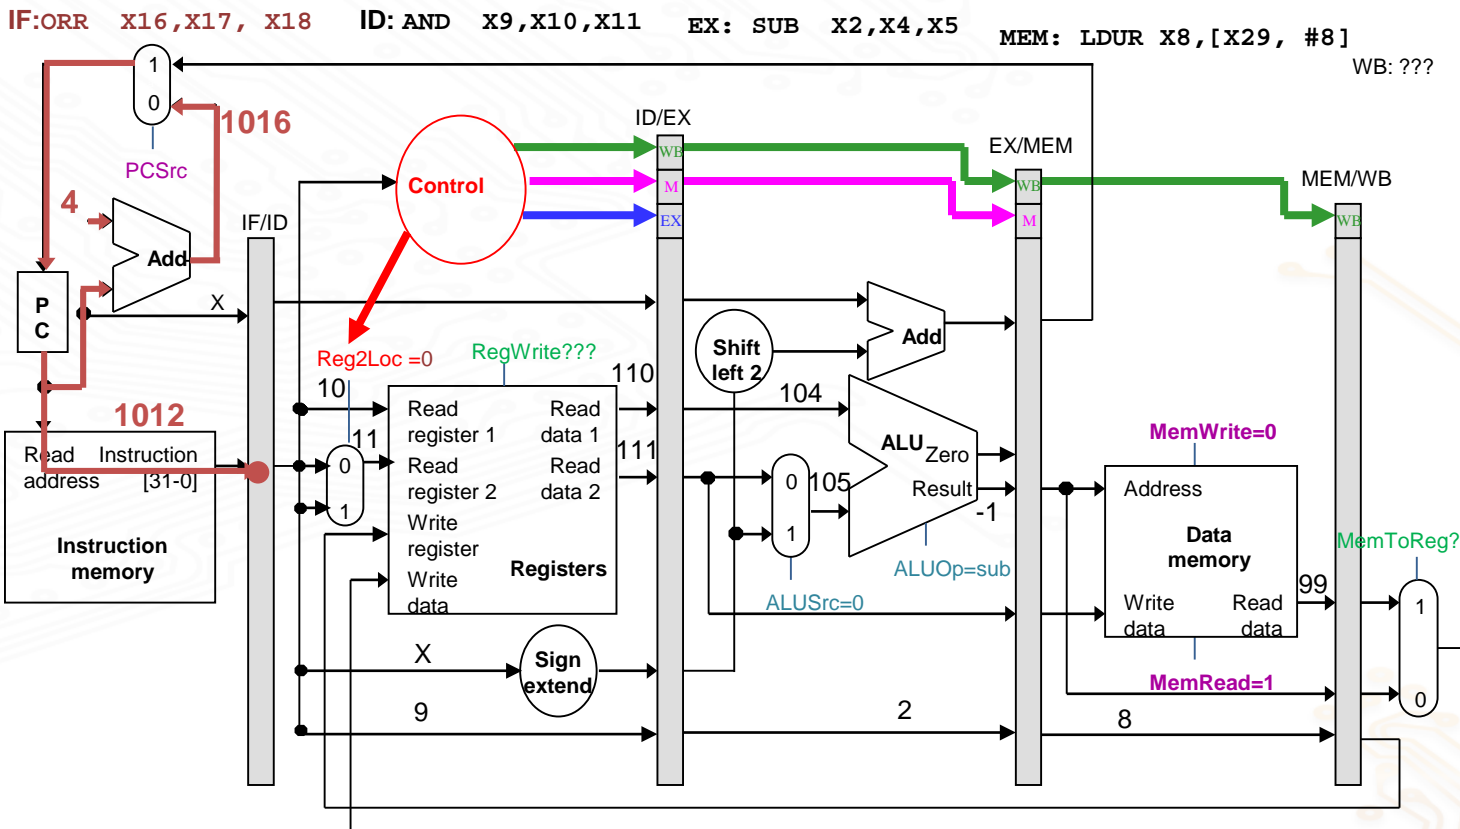 IF:ORR X16,X17, X18
ID: AND X9,X10,X11
EX: SUB X2,X4,X5
MEM: LDUR X8,[X29, #8]
WB: ???
1
0
1016
PCSrc
4
Add
P
C
X
IF/ID
Control
ID/EX
WB
M
EX
EX/MEM
WB
M
MEM/WB
WB
Reg2Loc =0
RegWrite???
10
11
0
1
1012
Read
address
Instruction
[31-0]
Instruction
memory
Read
register 1
Read
data 1
Read
register 2
Read
data 2
Write
register
Write
data
Registers
110
111
X
Sign
extend
9
Shift
left 2
Add
104
0
1
105
ALUSrc=0
ALU
Zero
Result
-1
ALUOp=sub
2
MemWrite=0
Address
Data
memory
Write
data
Read
data
MemRead=1
99
8
MemToReg?
1
0